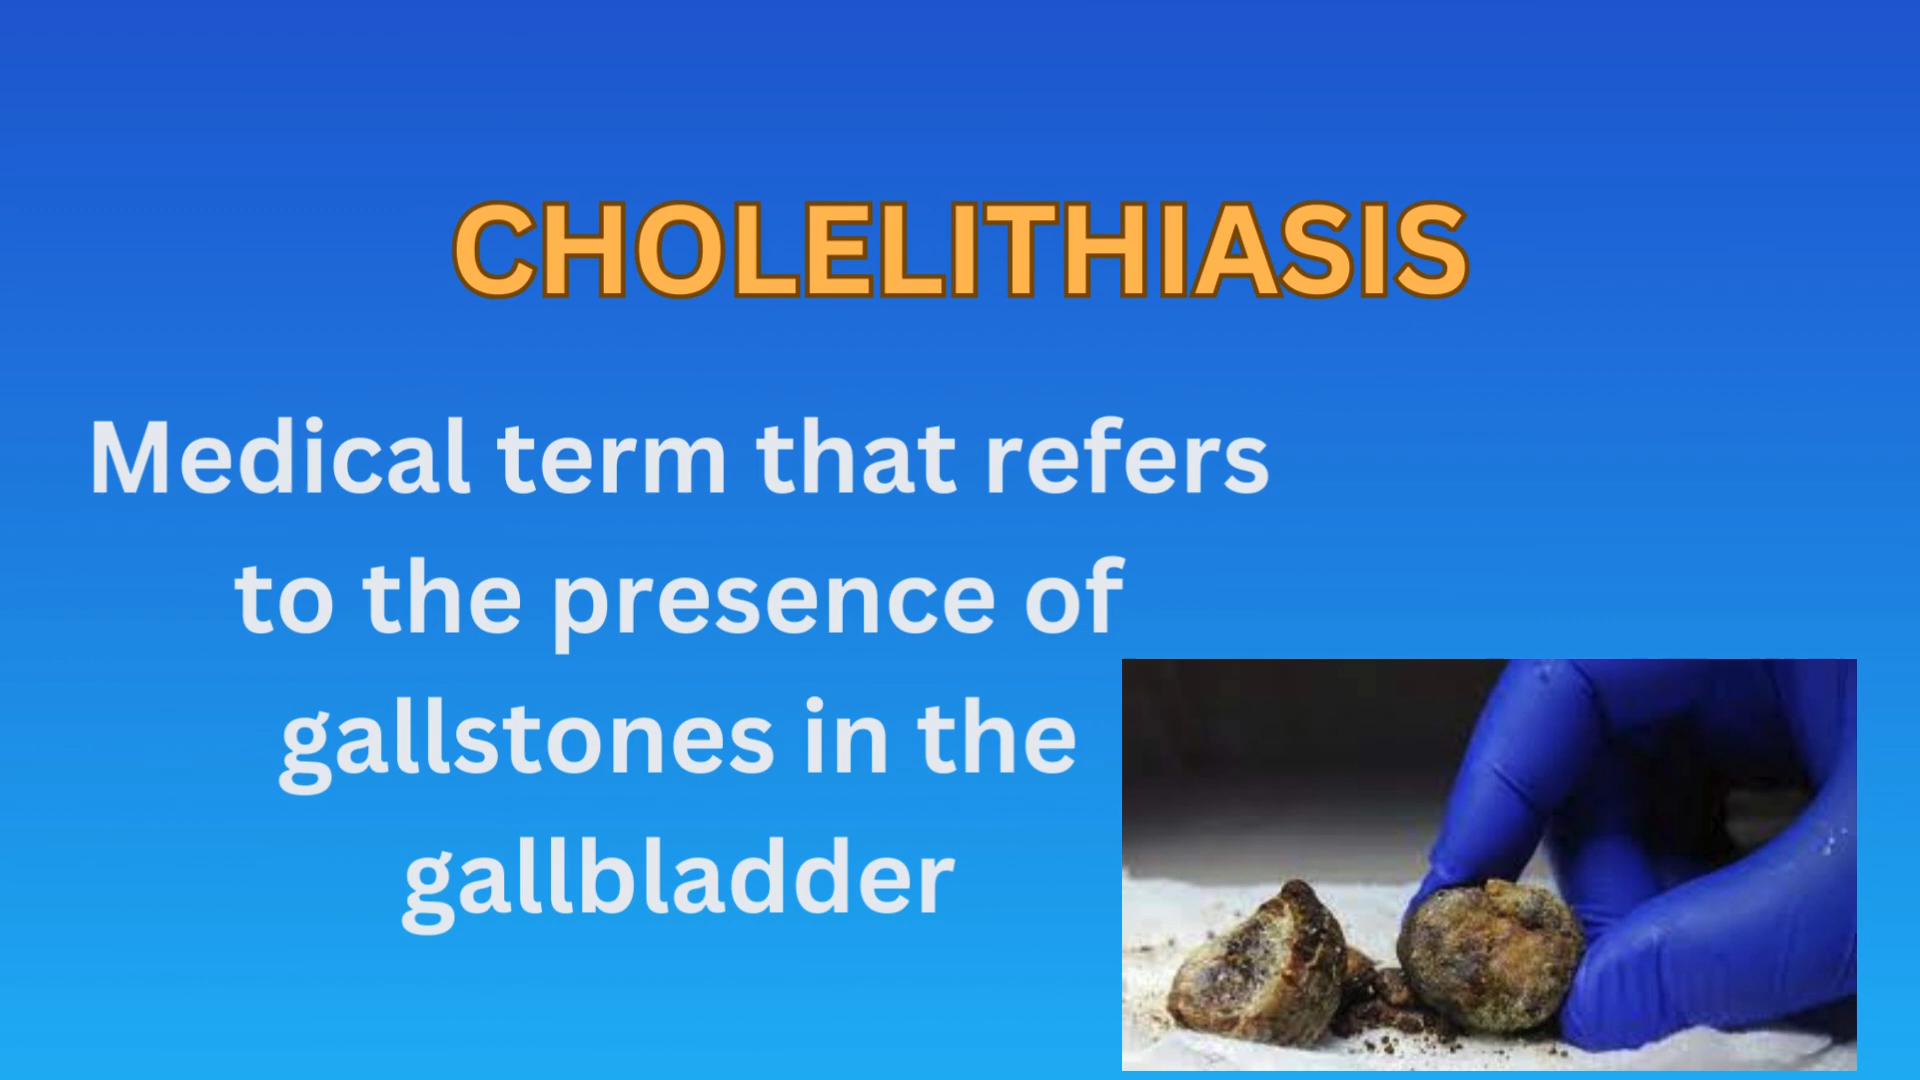 CHOLELITHIASIS
Medical term that refers
to the presence of
gallstones in the
gallbladder